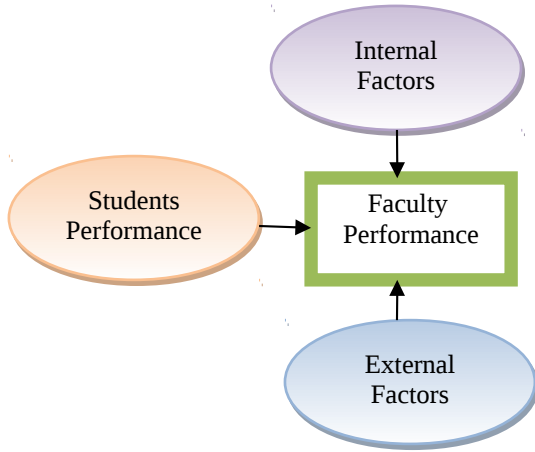 Internal
Factors
Students
Performance
Faculty
Performance
External
Factors